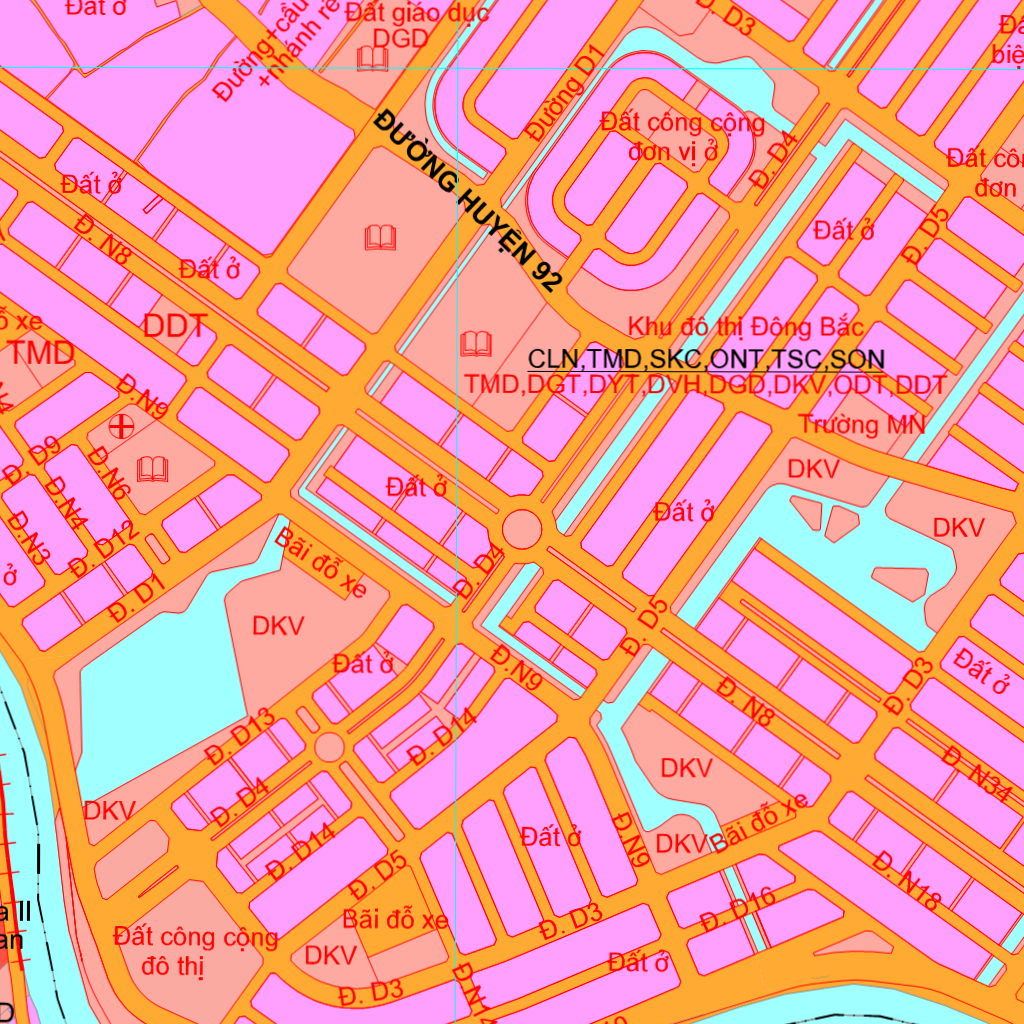 Đất ở
Đường+cầu
+nhánh rẽ
Đất giáo dục
DGD
Đ. D3
ĐƯỜNG HUYỆN 92
Đường D1
Đất công cộng
đơn vị ở
Đ. D4
Đất ở
Đ. D5
Đất ở
Đ. N8
Đất ở
DDT
TMD
Khu đô thị Đông Bắc
CLN,TMD,SKC,ONT,TSC,SON
TMD,DGT,DYT,DVH,DGD,DKV,ODT,DDT
Trường MN
Đ.N9
Đ. D9
Đ.N6
Đ.N4
Đ.N3
Đ. D12
Đ. D1
Đất ở
Đất ở
DKV
DKV
Bãi đỗ xe
Đ. D4
DKV
Đất ở
Đ.N9
Đ. D5
Đ. N8
Đ. D3
Đất ở
Đ. N34
Đ. D13
Đ. D14
Đ. D4
DKV
Đ. D14
Đ. D5
DKV
Đất ở
Đ.N9
DKV
Bãi đỗ xe
Đ. N18
Đ. D16
Bãi đỗ xe
Đ. D3
Đất công cộng
đô thị
DKV
Đất ở
Đ. D3
Đ.N14